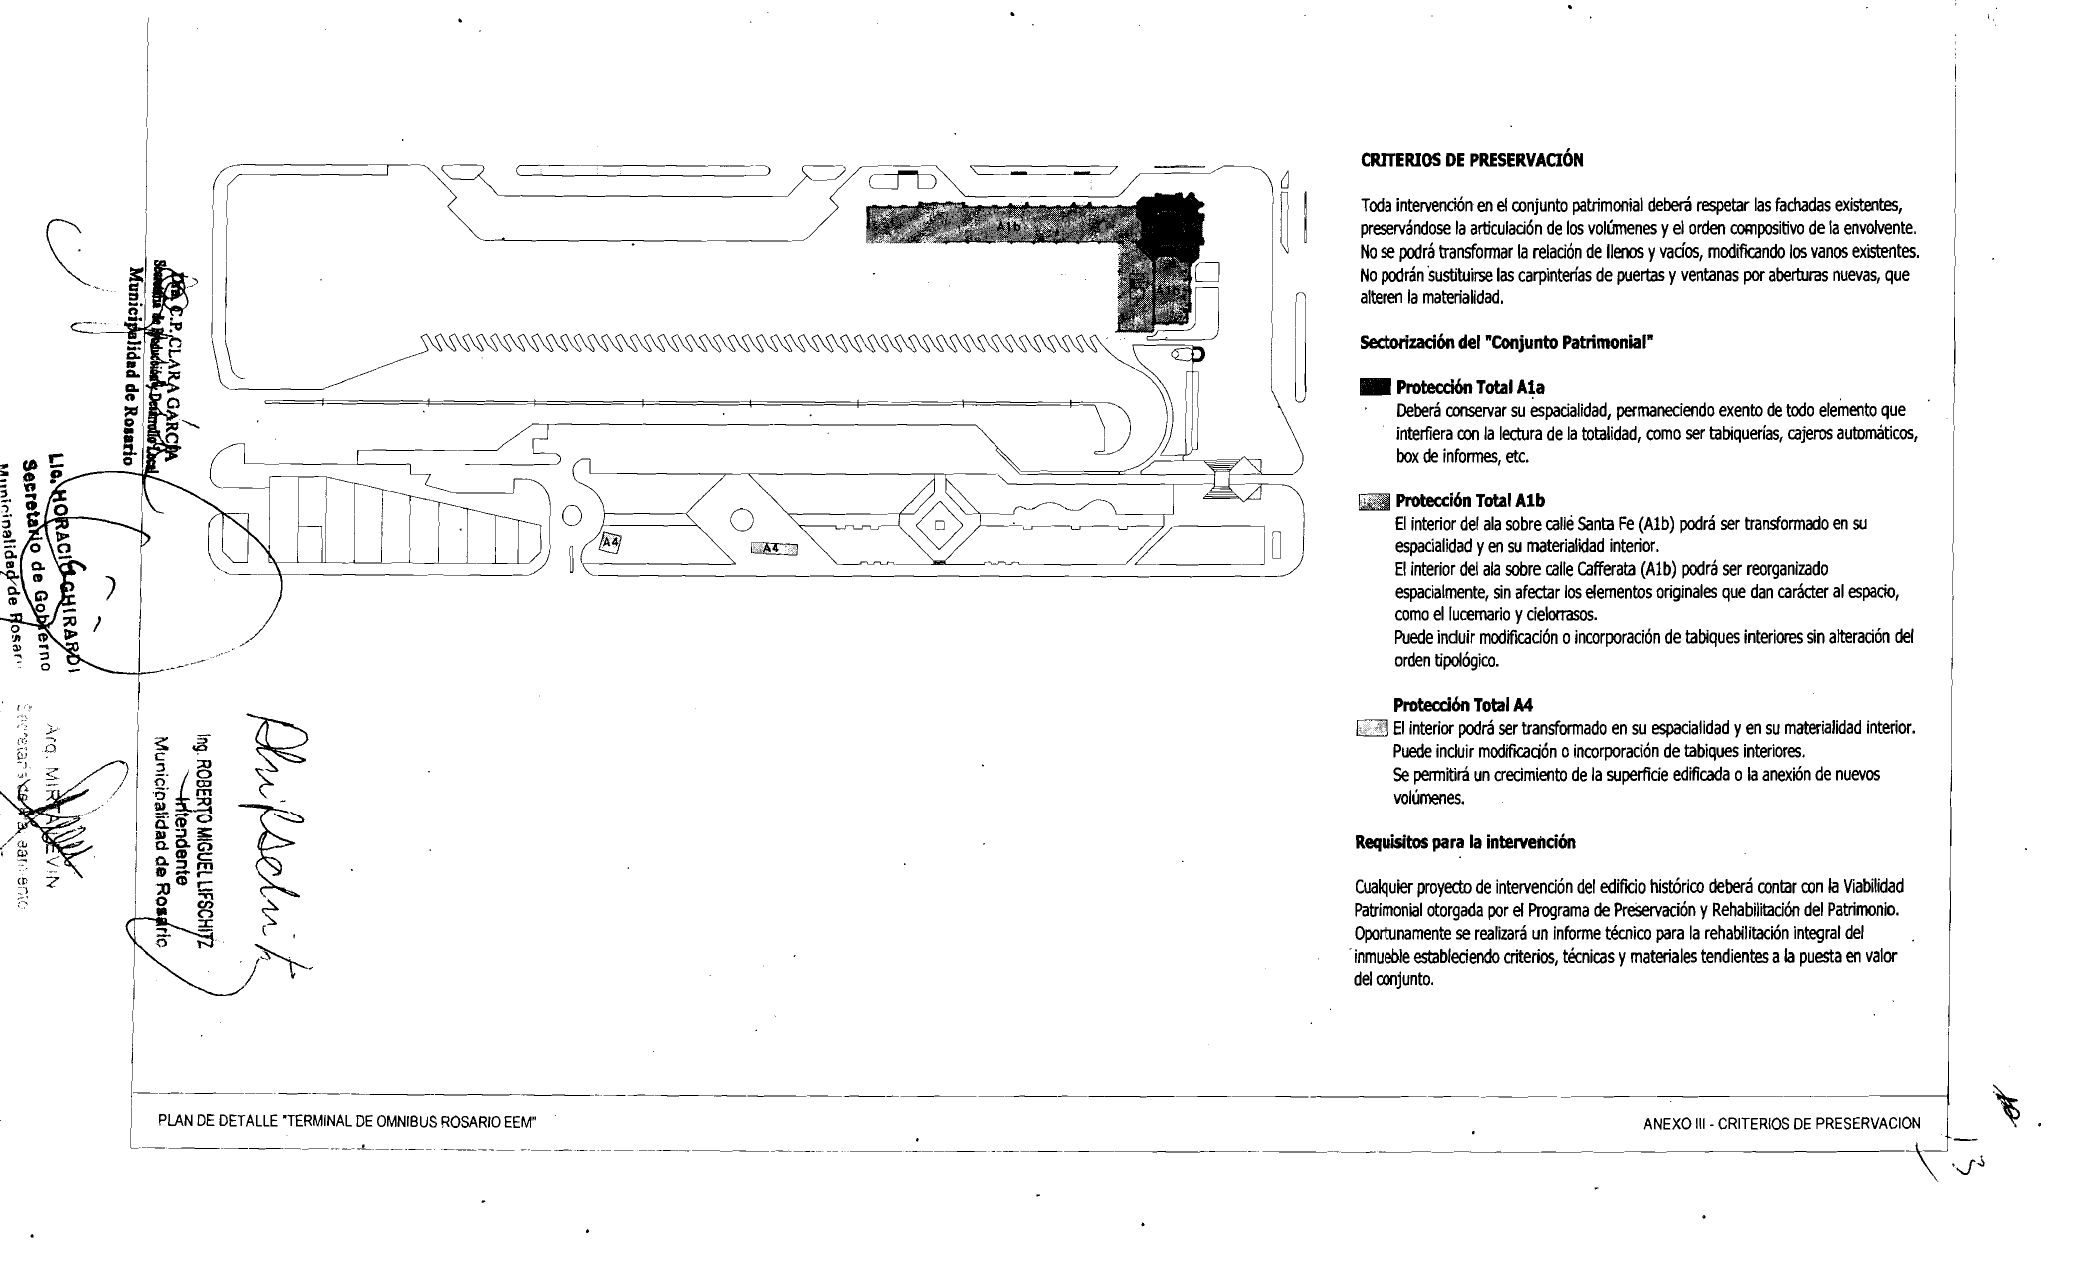 CRITERIOS DE PRESERVACIÓN
Toda intervención en el conjunto patrimonial deberá respetar las fachadas existentes,
preservándose la articulación de los volúmenes y el orden compositivo de la envolvente.
No se podrá transformar la relación de llenos y vacíos, modificando los vanos existentes.
No podrán sustituirse las carpinterías de puertas y ventanas por aberturas nuevas, que
alteren la materialidad.
Sectorización del "Conjunto Patrimonial"
Protección Total A1a
Deberá conservar su espacialidad, permaneciendo exento de todo elemento que
interfiera con la lectura de la totalidad, como ser tabiquerías, cajeros automáticos,
box de informes, etc.
Protección Total A1b
El interior del ala sobre calle Santa Fe (A1b) podrá ser transformado en su
espacialidad y en su materialidad interior.
El interior del ala sobre calle Cafferata (A1b) podrá ser reorganizado
espacialmente, sin afectar los elementos originales que dan carácter al espacio,
como el lucernario y cielorrasos.
Puede incluir modificación o incorporación de tabiques interiores sin alteración del
orden tipológico.
Protección Total A4
El interior podrá ser transformado en su espacialidad y en su materialidad interior.
Puede incluir modificación o incorporación de tabiques interiores.
Se permitirá un crecimiento de la superficie edificada o la anexión de nuevos
volúmenes.
Requisitos para la intervención
Cualquier proyecto de intervención del edificio histórico deberá contar con la Viabilidad
Patrimonial otorgada por el Programa de Preservación y Rehabilitación del Patrimonio.
Oportunamente se realizará un informe técnico para la rehabilitación integral del
inmueble estableciendo criterios, técnicas y materiales tendientes a la puesta en valor
del conjunto.
A1b
A1b
A4
A4
C.P. CLARA GARCÍA
Secretaria de Producción y Desarrollo Local
Municipalidad de Rosario
Lic. HORACIO GHIRARDI
Secretario de Gobierno
Municipalidad de Rosari
Arq. MIRTA LEVIN
Ing. ROBERTO MIGUEL LIFSCHITZ
Intendente
Municipalidad de Rosario
PLAN DE DETALLE "TERMINAL DE OMNIBUS ROSARIO EEM"
ANEXO III - CRITERIOS DE PRESERVACION